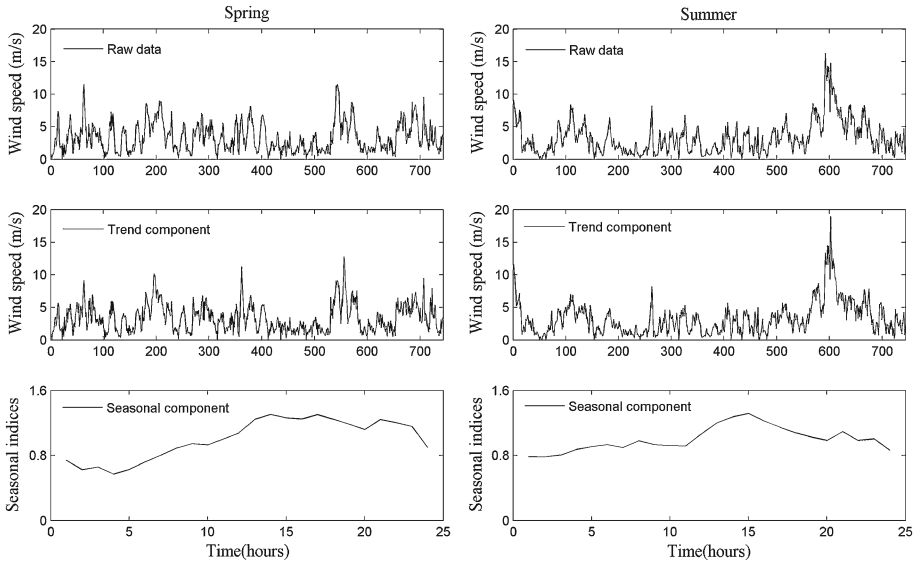 Spring
Wind speed (m/s)
20
15
10
5
0
Raw data
0 100 200 300 400 500 600 700
Summer
Wind speed (m/s)
20
15
10
5
0
Raw data
0 100 200 300 400 500 600 700
Wind speed (m/s)
20
15
10
5
0
Trend component
0 100 200 300 400 500 600 700
Wind speed (m/s)
20
15
10
5
0
Trend component
0 100 200 300 400 500 600 700
Seasonal indices
1.6
0.8
0
Seasonal component
0 5 10 15 20 25
Time(hours)
Seasonal indices
1.6
0.8
0
Seasonal component
0 5 10 15 20 25
Time(hours)